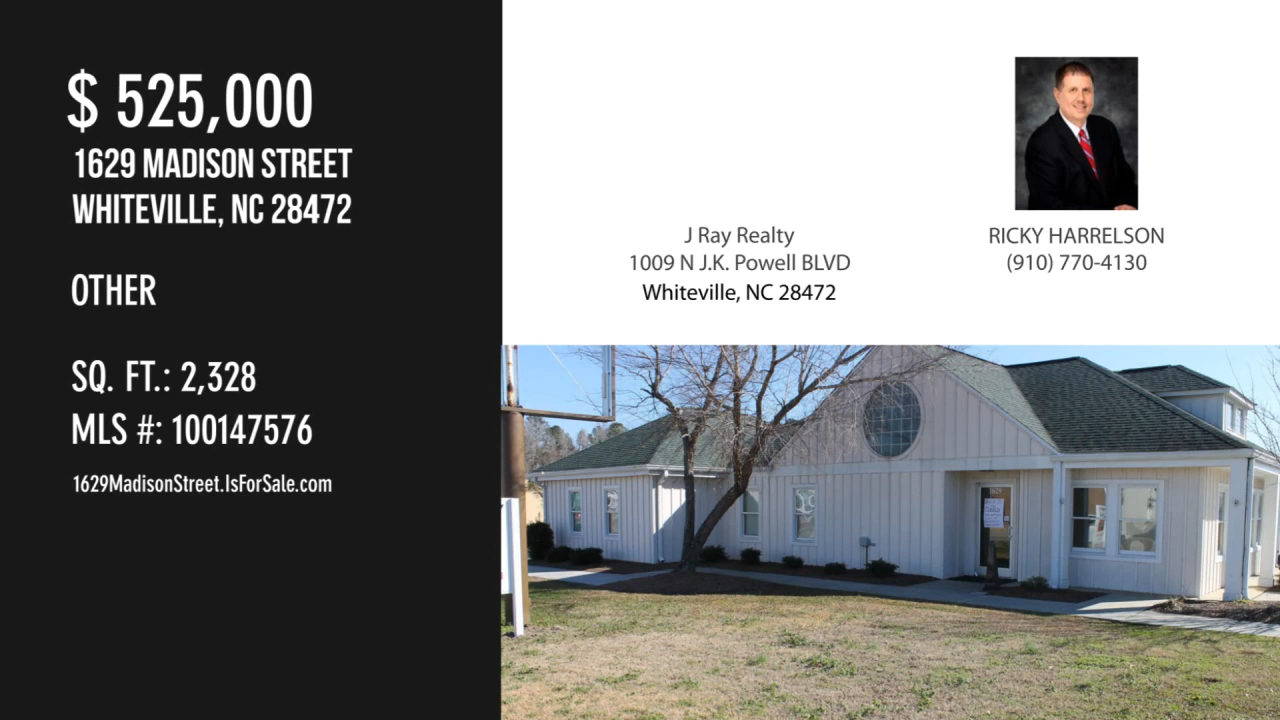 $ 525,000
1629 MADISON STREET
WHITEVILLE, NC 28472
OTHER
SQ. FT.: 2,328
MLS #: 100147576
1629MadisonStreet.IsForSale.com
J Ray Realty
1009 N J.K. Powell BLVD
Whiteville, NC 28472
RICKY HARRELSON
(910) 770-4130